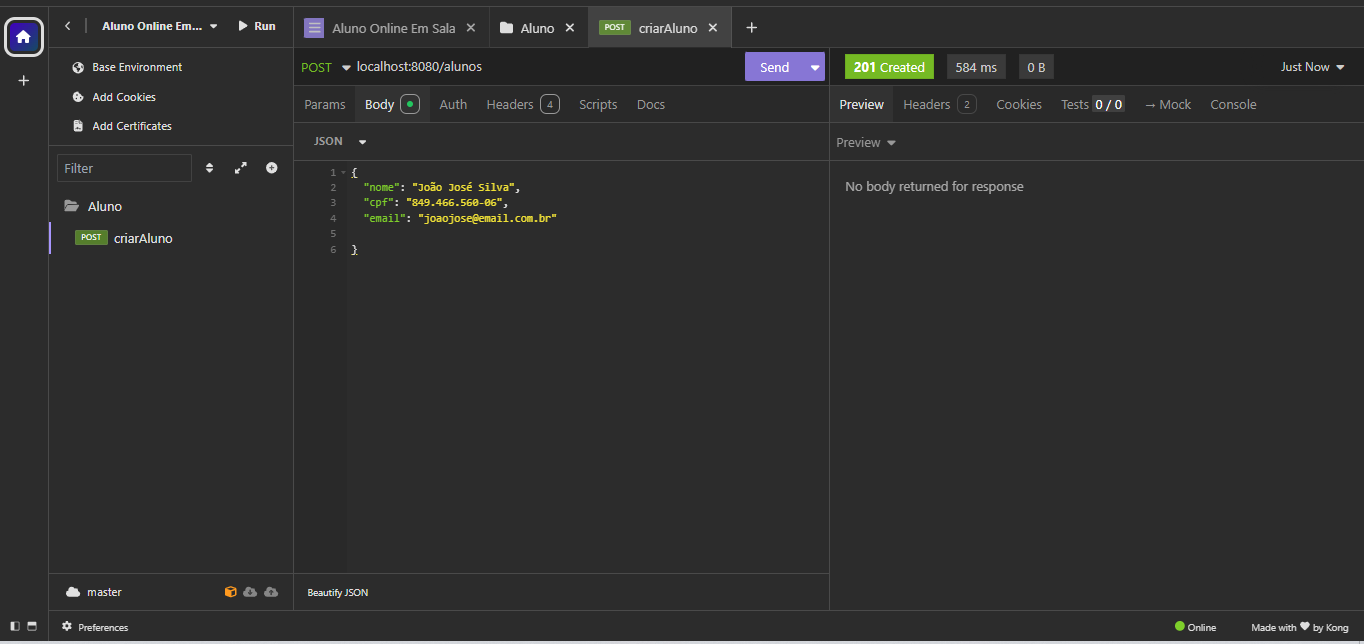 Aluno Online Em... Run
Base Environment
Add Cookies
Add Certificates
Filter
Aluno
POST criarAluno
master
Preferences
Aluno Online Em Sala
Aluno
POST criarAluno
POST localhost:8080/alunos Send
Params Body Auth Headers 4 Scripts Docs
JSON
1 {
2 "nome": "João José Silva",
3 "cpf": "849.466.560-06",
4 "email": "joaojose@email.com.br"
5
6 }
Beautify JSON
201 Created 584 ms 0 B Just Now
Preview Headers 2 Cookies Tests 0 / 0 → Mock Console
Preview
No body returned for response
Online Made with ♥ by Kong